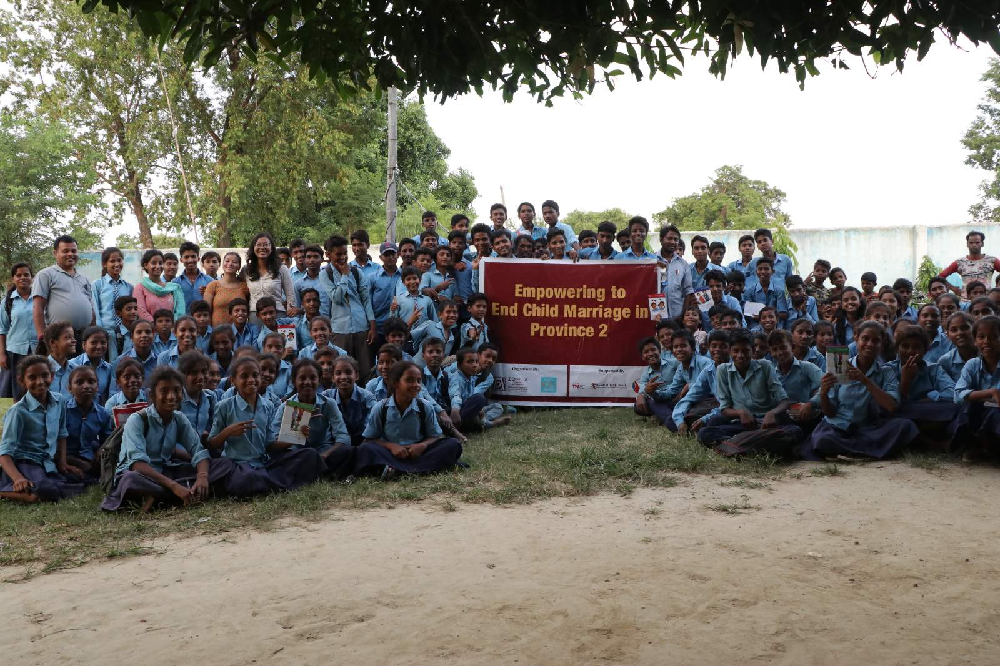 Empowering to
End Child Marriage in
Province 2
Organized By:
Supported By
ZONTA
Global IME Bank